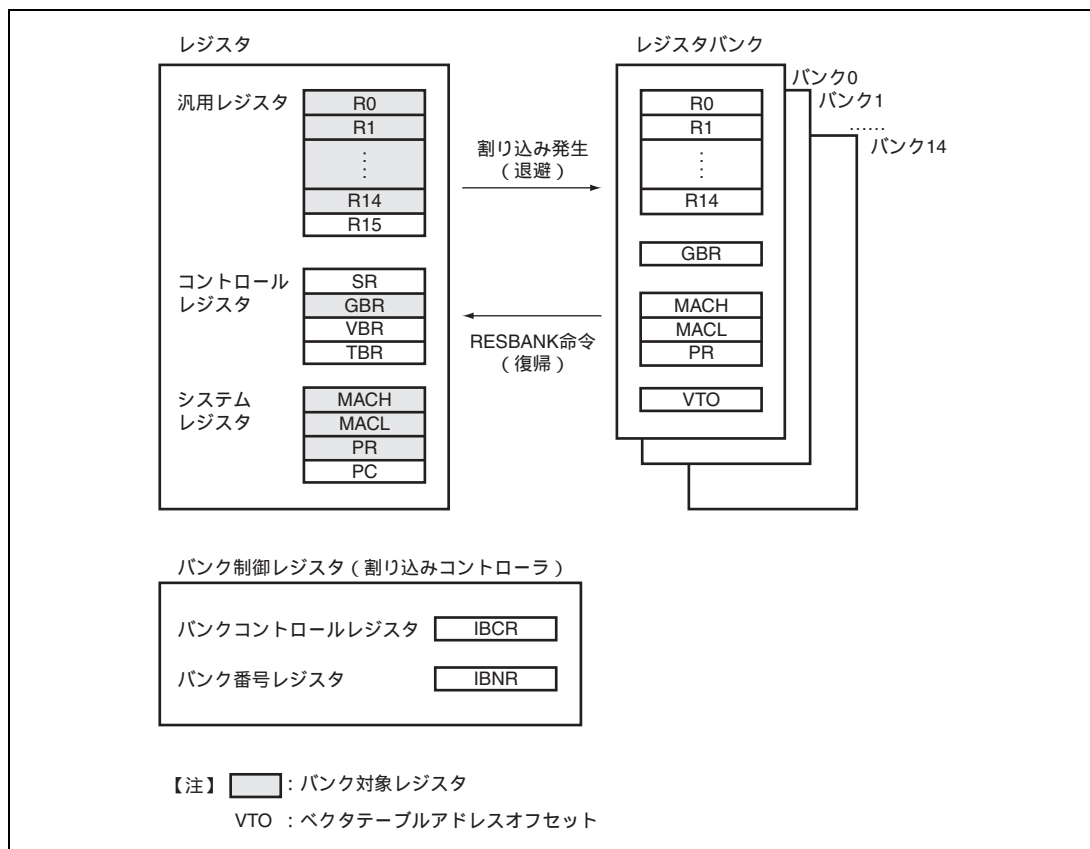 レジスタ
汎用レジスタ
R0
R1
⋮
R14
R15
コントロール
レジスタ
SR
GBR
VBR
TBR
システム
レジスタ
MACH
MACL
PR
PC
割り込み発生
(退避)
RESBANK命令
(復帰)
レジスタバンク
バンク0
バンク1
......
バンク14
R0
R1
⋮
R14
GBR
MACH
MACL
PR
VTO
バンク制御レジスタ(割り込みコントローラ)
バンクコントロールレジスタ IBCR
バンク番号レジスタ IBNR
【注】 :バンク対象レジスタ
VTO :ベクタテーブルアドレスオフセット